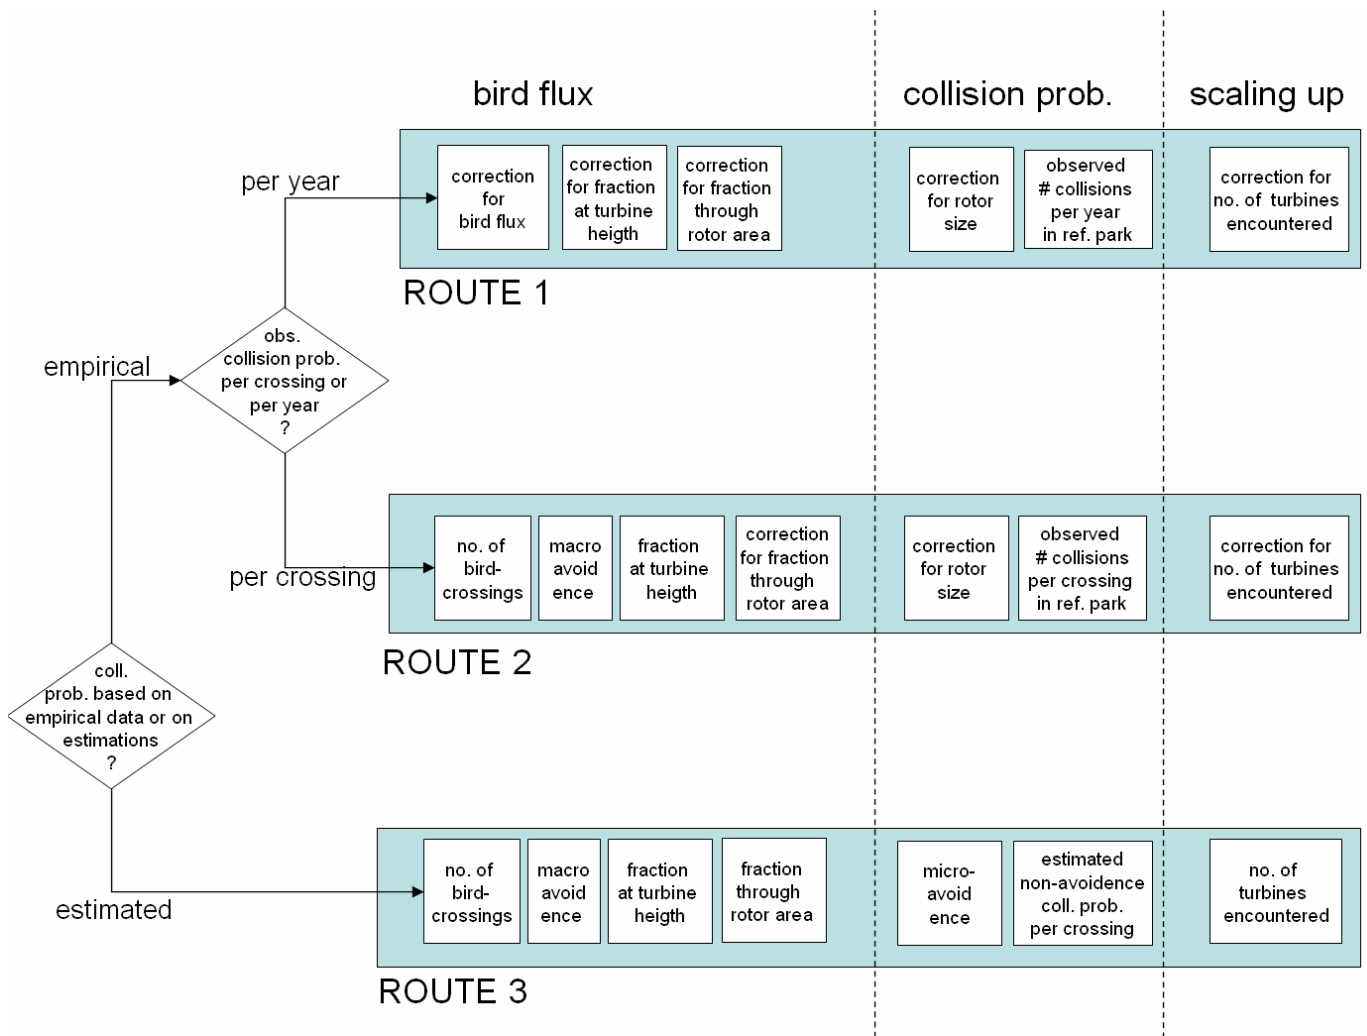 bird flux
collision prob.
scaling up
per year
correction
for
bird flux
correction
for fraction
at turbine
heigth
correction
for fraction
through
rotor area
correction
for rotor
size
observed
# collisions
per year
in ref. park
correction for
no. of turbines
encountered
ROUTE 1
empirical
obs.
collision prob.
per crossing or
per year
?
per crossing
no. of
bird-
crossings
macro
avoid
ence
fraction
at turbine
heigth
correction
for fraction
through
rotor area
correction
for rotor
size
observed
# collisions
per crossing
in ref. park
correction for
no. of turbines
encountered
ROUTE 2
coll.
prob. based on
empirical data or on
estimations
?
estimated
no. of
bird-
crossings
macro
avoid
ence
fraction
at turbine
heigth
fraction
through
rotor area
micro-
avoid
ence
estimated
non-avoidence
coll. prob.
per crossing
no. of
turbines
encountered
ROUTE 3